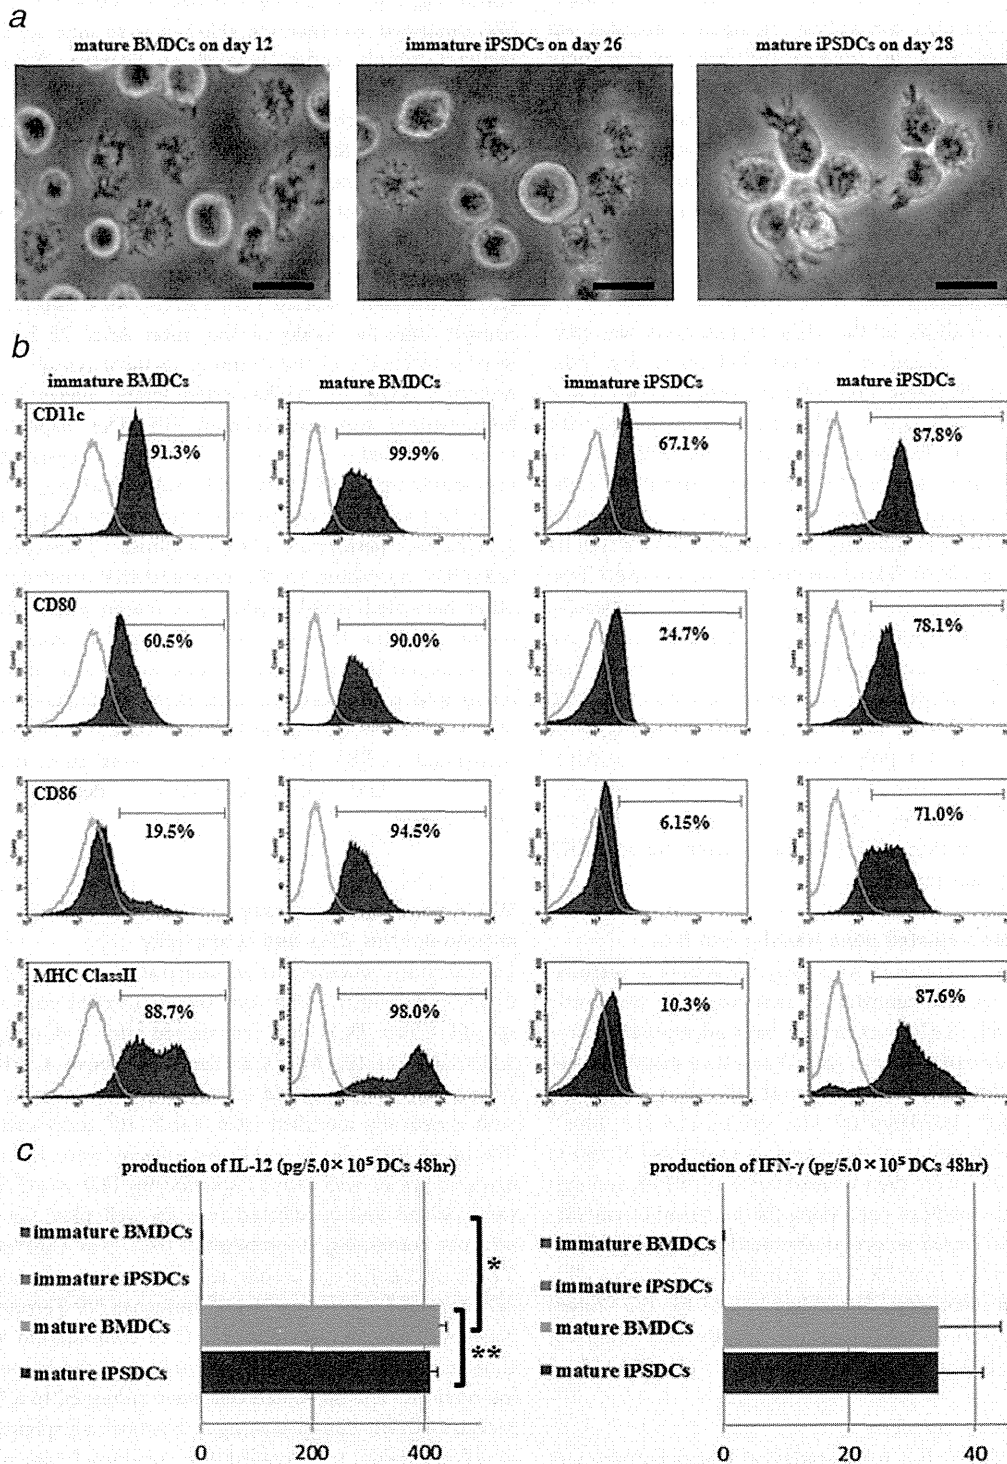 a
mature BMDCs on day 12
immature iPSDCs on day 26
mature iPSDCs on day 28
b
immature BMDCs
mature BMDCs
immature iPSDCs
mature iPSDCs
CD11c
91.3%
99.9%
67.1%
87.8%
CD80
60.5%
90.0%
24.7%
78.1%
CD86
19.5%
94.5%
6.15%
71.0%
MHC ClassII
88.7%
98.0%
10.3%
87.6%
c
production of IL-12 (pg/5.0×10⁵ DCs 48hr)
immature BMDCs
immature iPSDCs
mature BMDCs
mature iPSDCs
*
**
0 200 400
production of IFN-γ (pg/5.0×10⁵ DCs 48hr)
immature BMDCs
immature iPSDCs
mature BMDCs
mature iPSDCs
0 20 40